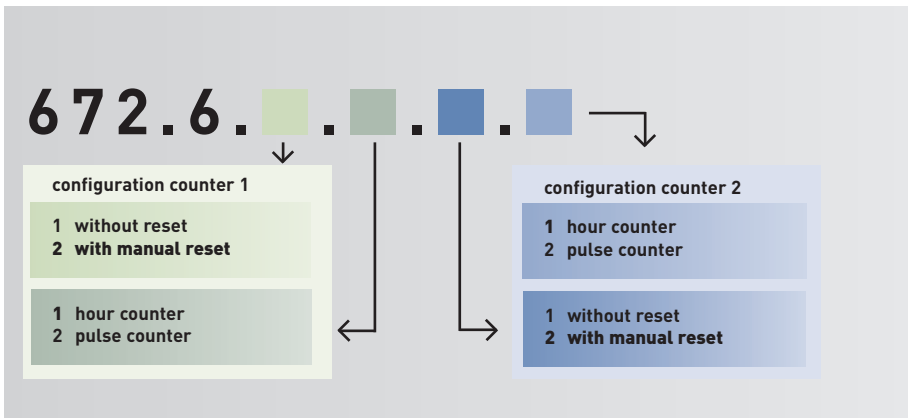 672.6. . . .
configuration counter 1
1 without reset
2 with manual reset
1 hour counter
2 pulse counter
configuration counter 2
1 hour counter
2 pulse counter
1 without reset
2 with manual reset